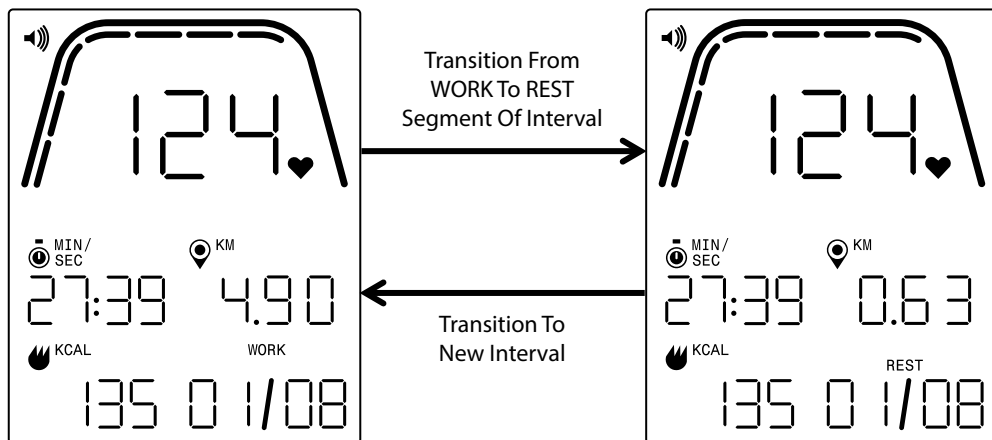 124
MIN/
SEC
KM
27:39
4.90
KCAL
WORK
135
01/08
Transition From
WORK To REST
Segment Of Interval
Transition To
New Interval
124
MIN/
SEC
KM
27:39
0.63
KCAL
REST
135
01/08